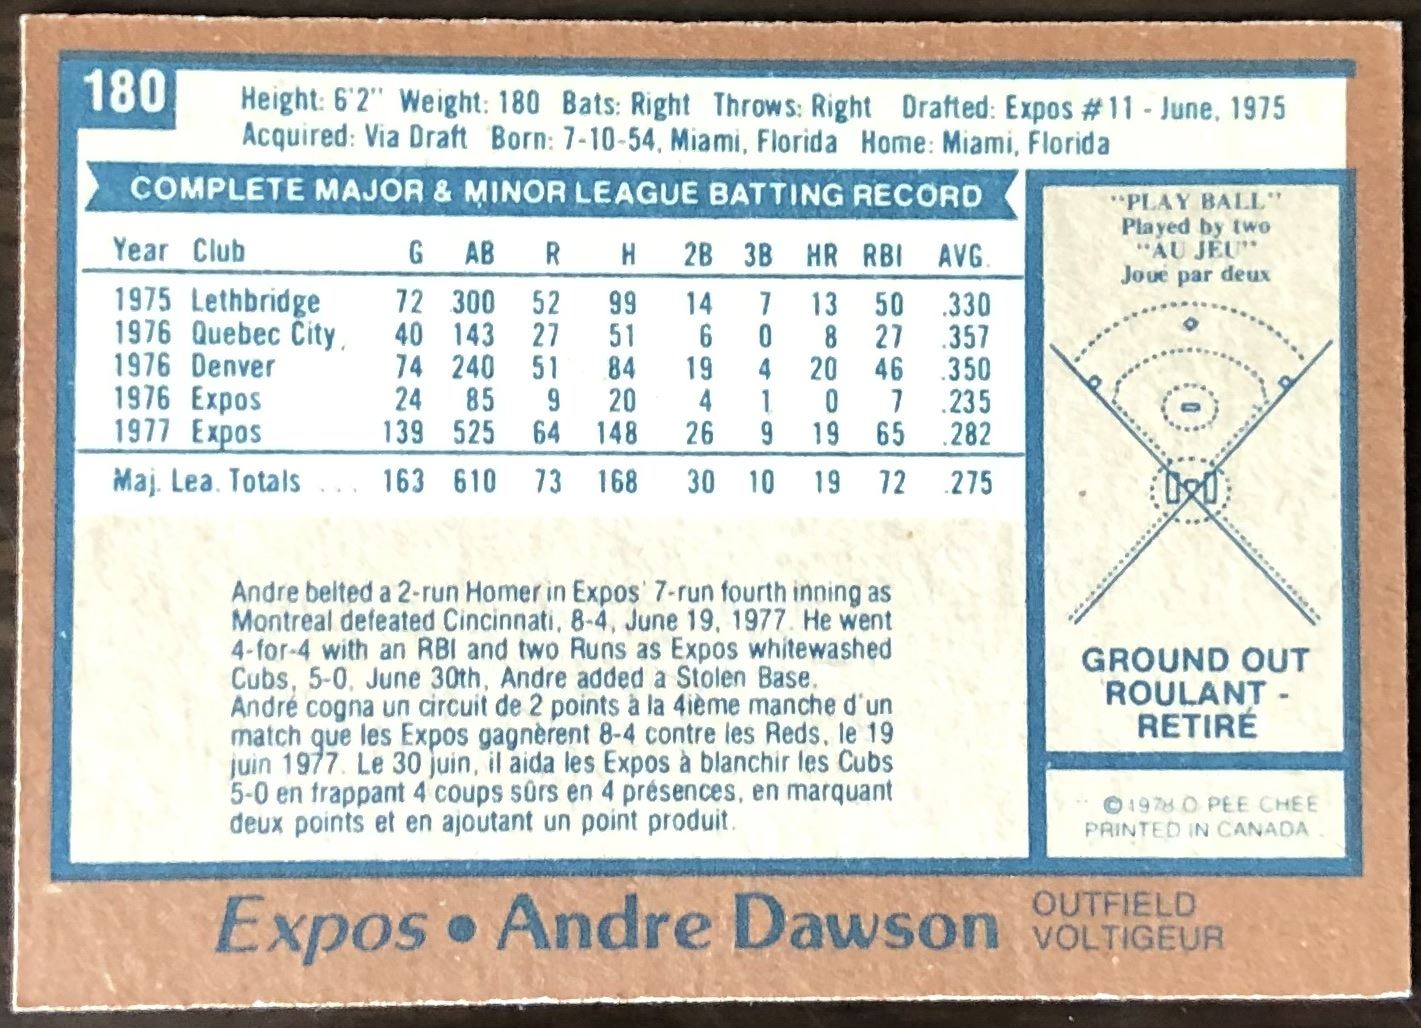 180
Height: 6'2" Weight: 180 Bats: Right Throws: Right Drafted: Expos #11 - June, 1975
Acquired: Via Draft Born: 7-10-54, Miami, Florida Home: Miami, Florida
COMPLETE MAJOR & MINOR LEAGUE BATTING RECORD
Year Club G AB R H 2B 3B HR RBI AVG.
1975 Lethbridge 72 300 52 99 14 7 13 50 .330
1976 Quebec City 40 143 27 51 6 0 8 27 .357
1976 Denver 74 240 51 84 19 4 20 46 .350
1976 Expos 24 85 9 20 4 1 0 7 .235
1977 Expos 139 525 64 148 26 9 19 65 .282
Maj. Lea. Totals ... 163 610 73 168 30 10 19 72 .275
Andre belted a 2-run Homer in Expos' 7-run fourth inning as
Montreal defeated Cincinnati, 8-4, June 19, 1977. He went
4-for-4 with an RBI and two Runs as Expos whitewashed
Cubs, 5-0, June 30th, Andre added a Stolen Base.
André cogna un circuit de 2 points à la 4ième manche d'un
match que les Expos gagnèrent 8-4 contre les Reds, le 19
juin 1977. Le 30 juin, il aida les Expos à blanchir les Cubs
5-0 en frappant 4 coups sûrs en 4 présences, en marquant
deux points et en ajoutant un point produit.
"PLAY BALL"
Played by two
"AU JEU"
Joué par deux
GROUND OUT
ROULANT -
RETIRÉ
© 1978 O PEE CHEE
PRINTED IN CANADA
Expos • Andre Dawson
OUTFIELD
VOLTIGEUR